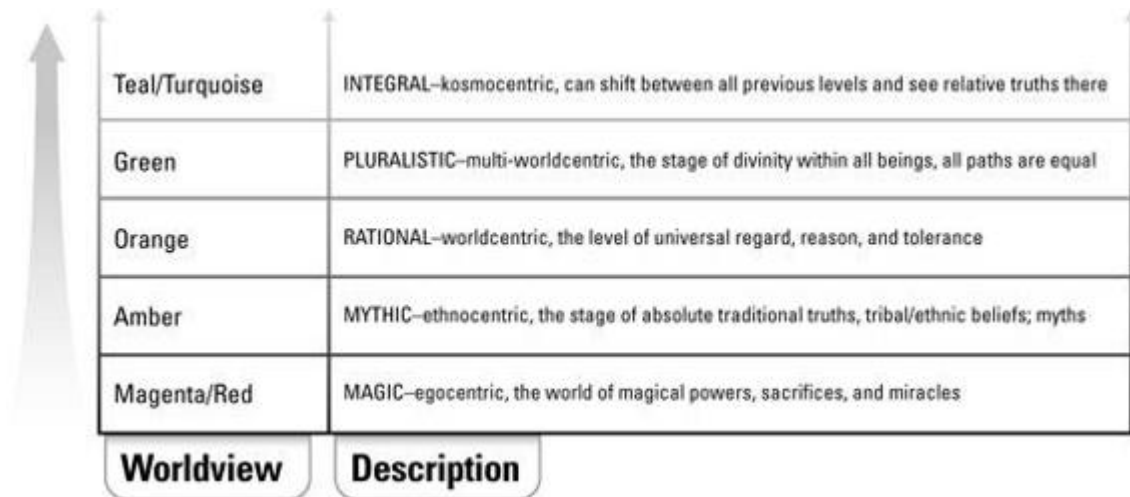 Teal/Turquoise INTEGRAL–kosmocentric, can shift between all previous levels and see relative truths there
Green PLURALISTIC–multi-worldcentric, the stage of divinity within all beings, all paths are equal
Orange RATIONAL–worldcentric, the level of universal regard, reason, and tolerance
Amber MYTHIC–ethnocentric, the stage of absolute traditional truths, tribal/ethnic beliefs; myths
Magenta/Red MAGIC–egocentric, the world of magical powers, sacrifices, and miracles
Worldview Description